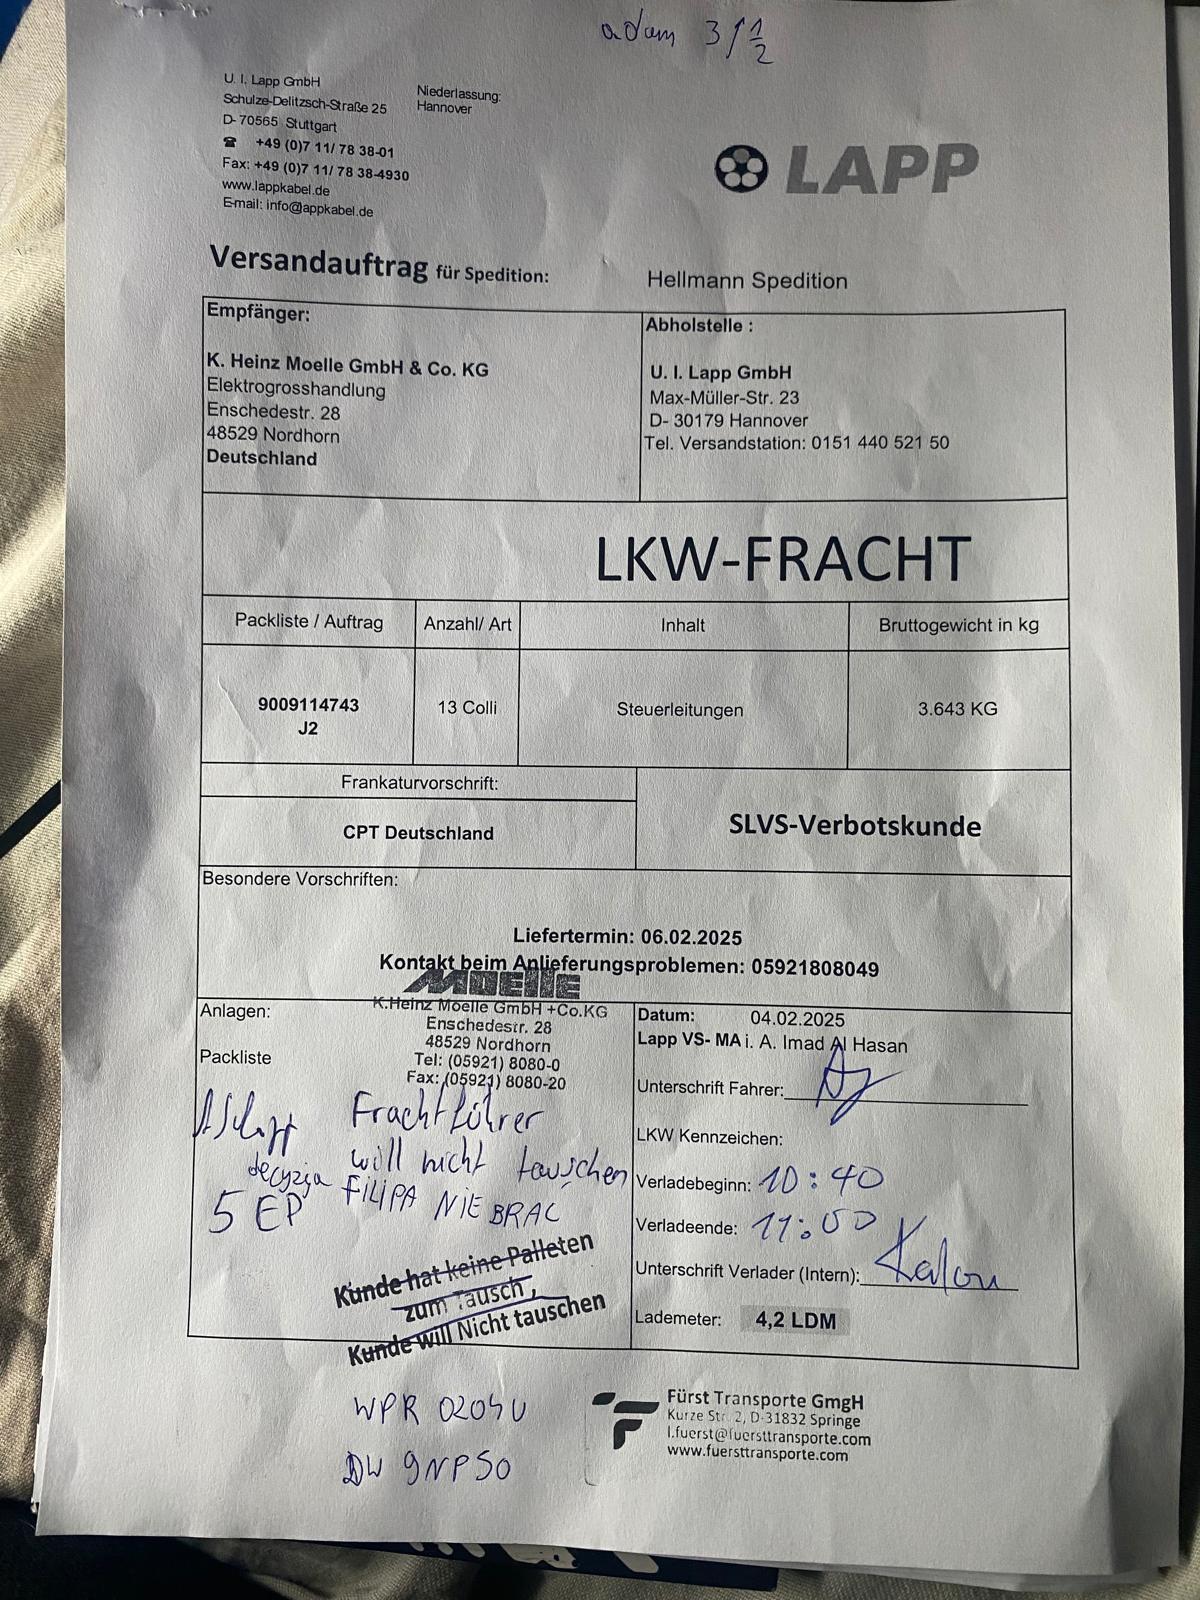 adam 3/1/2
U. I. Lapp GmbH
Schulze-Delitzsch-Straße 25
D- 70565 Stuttgart
☎ +49 (0)7 11/ 78 38-01
Fax: +49 (0)7 11/ 78 38-4930
www.lappkabel.de
E-mail: info@appkabel.de
Niederlassung:
Hannover
LAPP
Versandauftrag für Spedition: Hellmann Spedition
Empfänger:
K. Heinz Moelle GmbH & Co. KG
Elektrogrosshandlung
Enschedestr. 28
48529 Nordhorn
Deutschland
Abholstelle :
U. I. Lapp GmbH
Max-Müller-Str. 23
D- 30179 Hannover
Tel. Versandstation: 0151 440 521 50
LKW-FRACHT
Packliste / Auftrag Anzahl/ Art Inhalt Bruttogewicht in kg
9009114743 13 Colli Steuerleitungen 3.643 KG
J2
Frankaturvorschrift:
CPT Deutschland
SLVS-Verbotskunde
Besondere Vorschriften:
Liefertermin: 06.02.2025
Kontakt beim Anlieferungsproblemen: 05921808049
Anlagen:
Packliste
MOElle
K.Heinz Moelle GmbH +Co.KG
Enschedestr. 28
48529 Nordhorn
Tel: (05921) 8080-0
Fax: (05921) 8080-20
Frachtführer
will nicht tauschen
decyzja FILIPA NIE BRAC
5 EP
Kunde hat keine Palleten
zum Tausch,
Kunde will Nicht tauschen
Datum: 04.02.2025
Lapp VS- MA i. A. Imad Al Hasan
Unterschrift Fahrer:
LKW Kennzeichen:
Verladebeginn: 10:40
Verladeende: 11:00
Unterschrift Verlader (Intern):
Lademeter: 4,2 LDM
WPR 0204U
DW 9NP50
Fürst Transporte GmgH
Kurze Str. 2, D-31832 Springe
l.fuerst@fuersttransporte.com
www.fuersttransporte.com